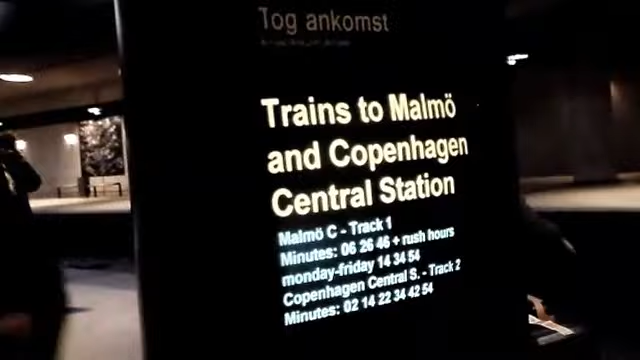 Tog ankomst
Trains to Malmö
and Copenhagen
Central Station
Malmö C - Track 1
Minutes: 06 26 46 + rush hours
monday-friday 14 34 54
Copenhagen Central S. - Track 2
Minutes: 02 14 22 34 42 54